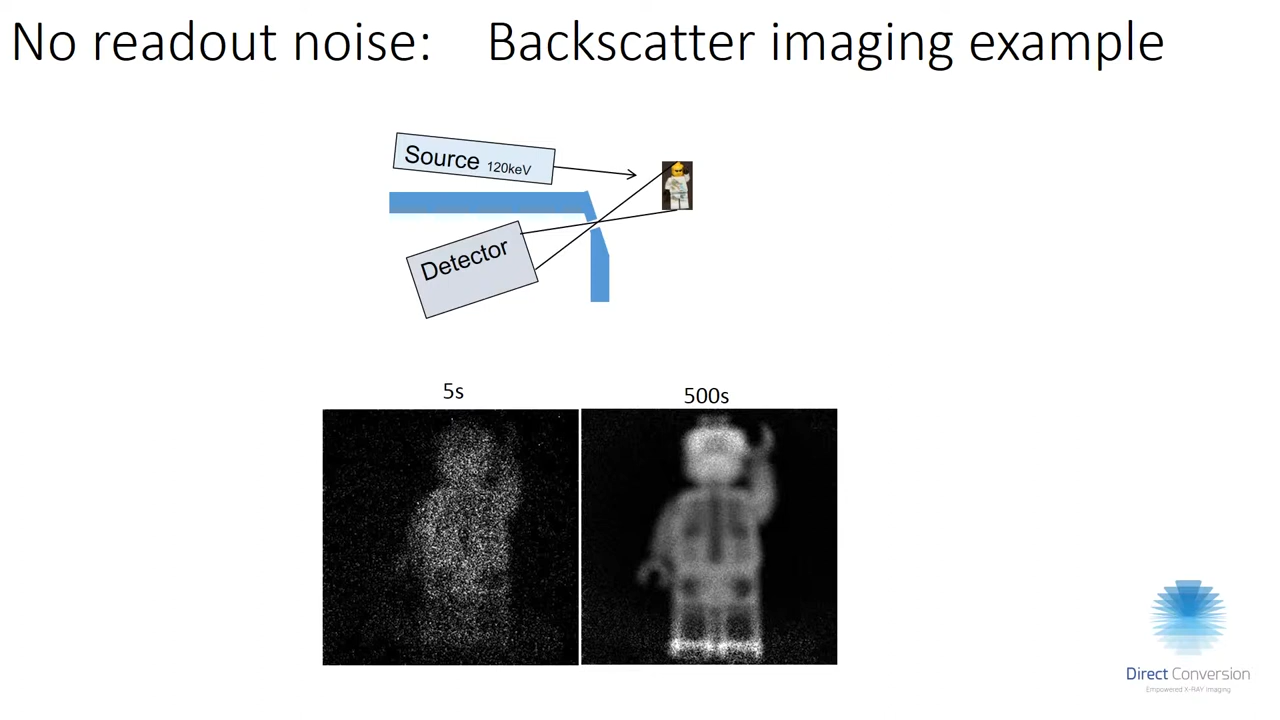 No readout noise: Backscatter imaging example
Source 120keV
Detector
5s
500s
Direct Conversion
Empowered X-RAY imaging